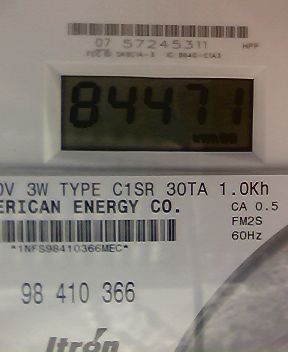 07 57245311 HPP
84471
0V 3W TYPE C1SR 30TA 1.0Kh
ERICAN ENERGY CO. CA 0.5
FM2S
60Hz
*1NFS98410366MEC*
98 410 366
Itron